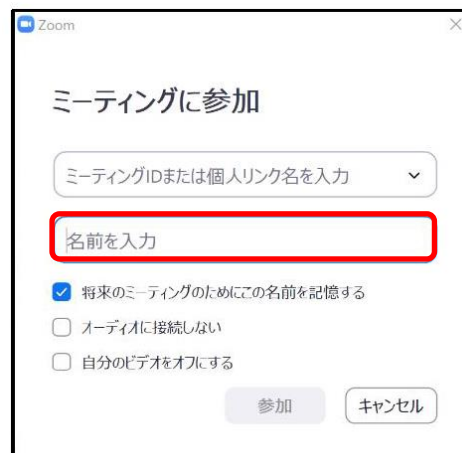 Zoom
ミーティングに参加
ミーティングIDまたは個人リンク名を入力
名前を入力
将来のミーティングのためにこの名前を記憶する
オーディオに接続しない
自分のビデオをオフにする
参加 キャンセル